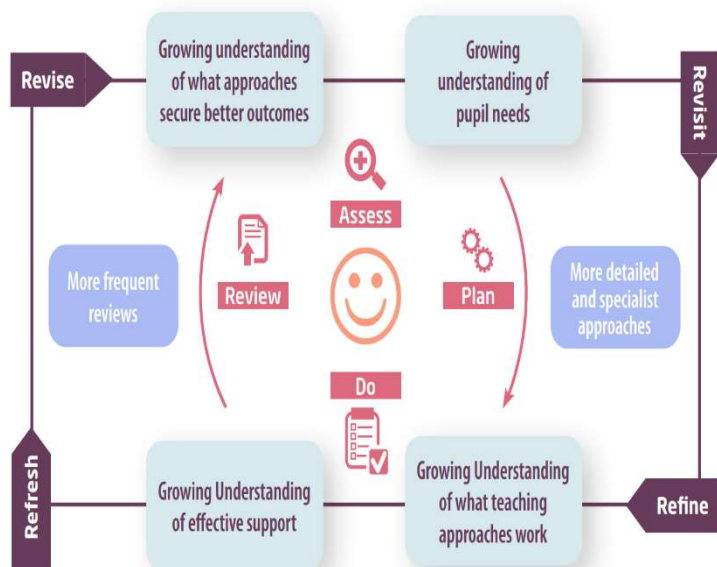 Revise
Growing understanding
of what approaches
secure better outcomes
Growing
understanding of
pupil needs
Revisit
Assess
More frequent
reviews
Review
Plan
More detailed
and specialist
approaches
Do
Refresh
Growing Understanding
of effective support
Growing Understanding
of what teaching
approaches work
Refine